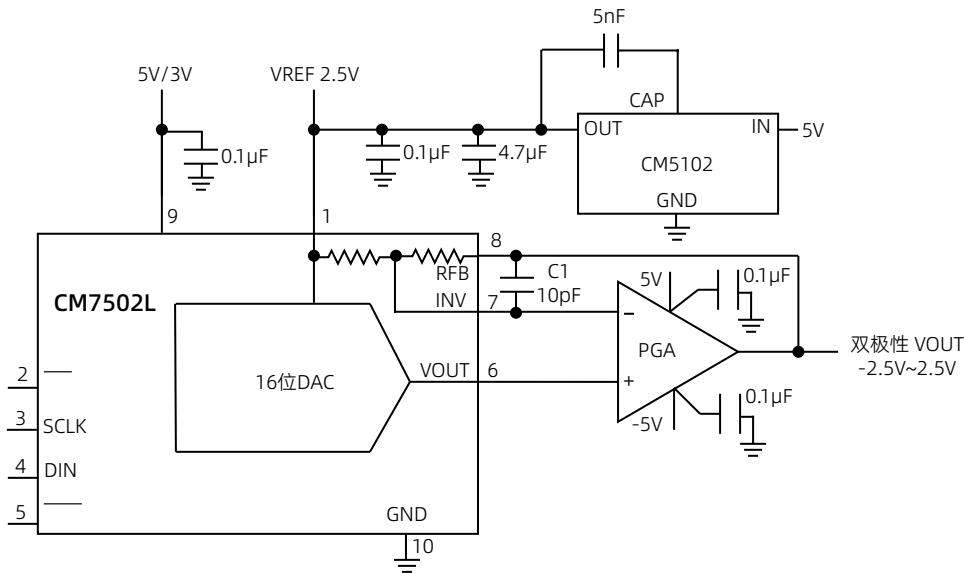 5nF
5V/3V
VREF 2.5V
CAP
OUT
IN
5V
0.1μF
0.1μF
4.7μF
CM5102
GND
9
1
8
RFB
C1
10pF
INV
7
CM7502L
5V
0.1μF
PGA
双极性 VOUT
-2.5V~2.5V
16位DAC
VOUT
6
-5V
0.1μF
2
3
SCLK
4
DIN
5
GND
10